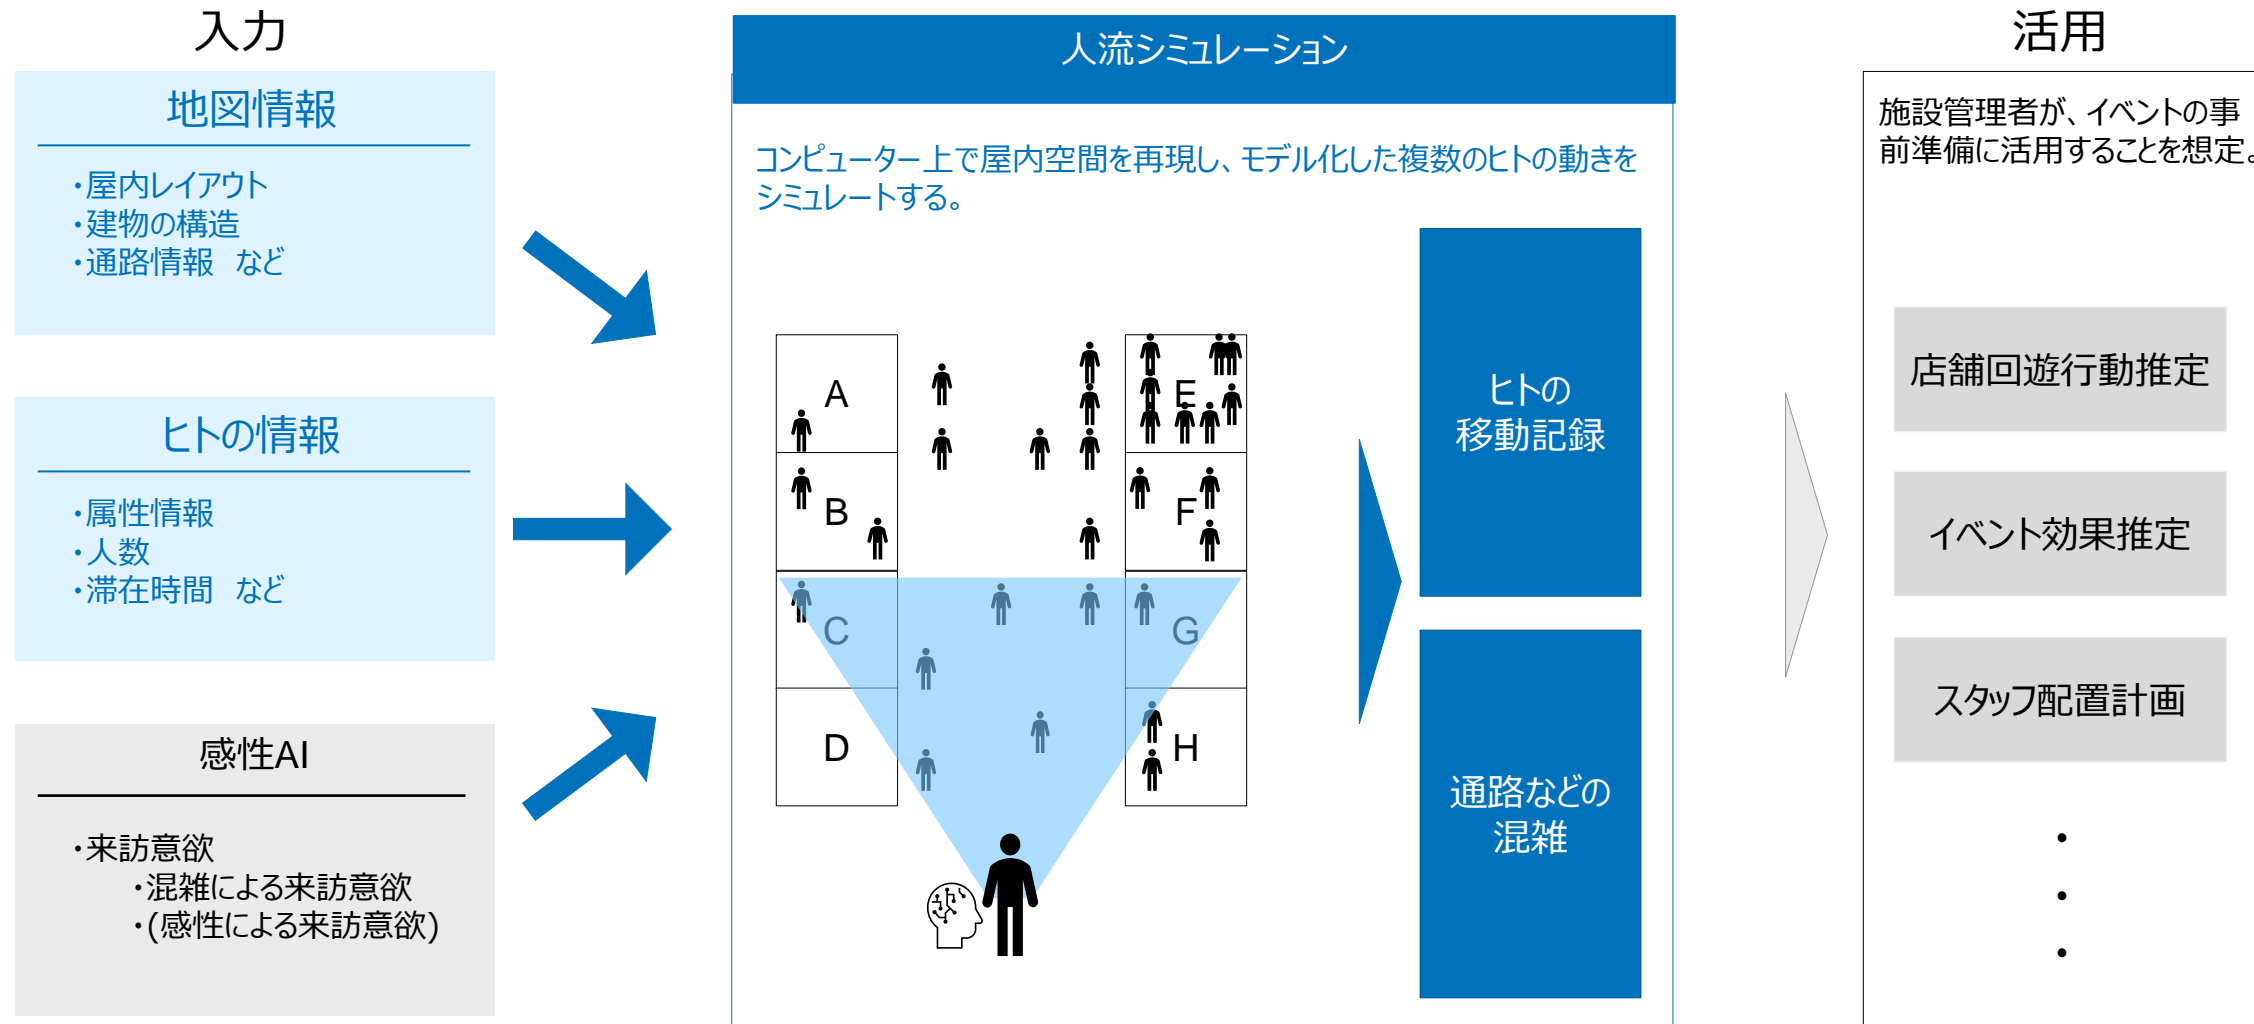 入力
地図情報
・屋内レイアウト
・建物の構造
・通路情報　など
ヒトの情報
・属性情報
・人数
・滞在時間　など
感性AI
・来訪意欲
・混雑による来訪意欲
・(感性による来訪意欲)
人流シミュレーション
コンピューター上で屋内空間を再現し、モデル化した複数のヒトの動きを
シミュレートする。
A
B
C
D
E
F
G
H
ヒトの
移動記録
通路などの
混雑
活用
施設管理者が、イベントの事
前準備に活用することを想定。
店舗回遊行動推定
イベント効果推定
スタッフ配置計画
・
・
・